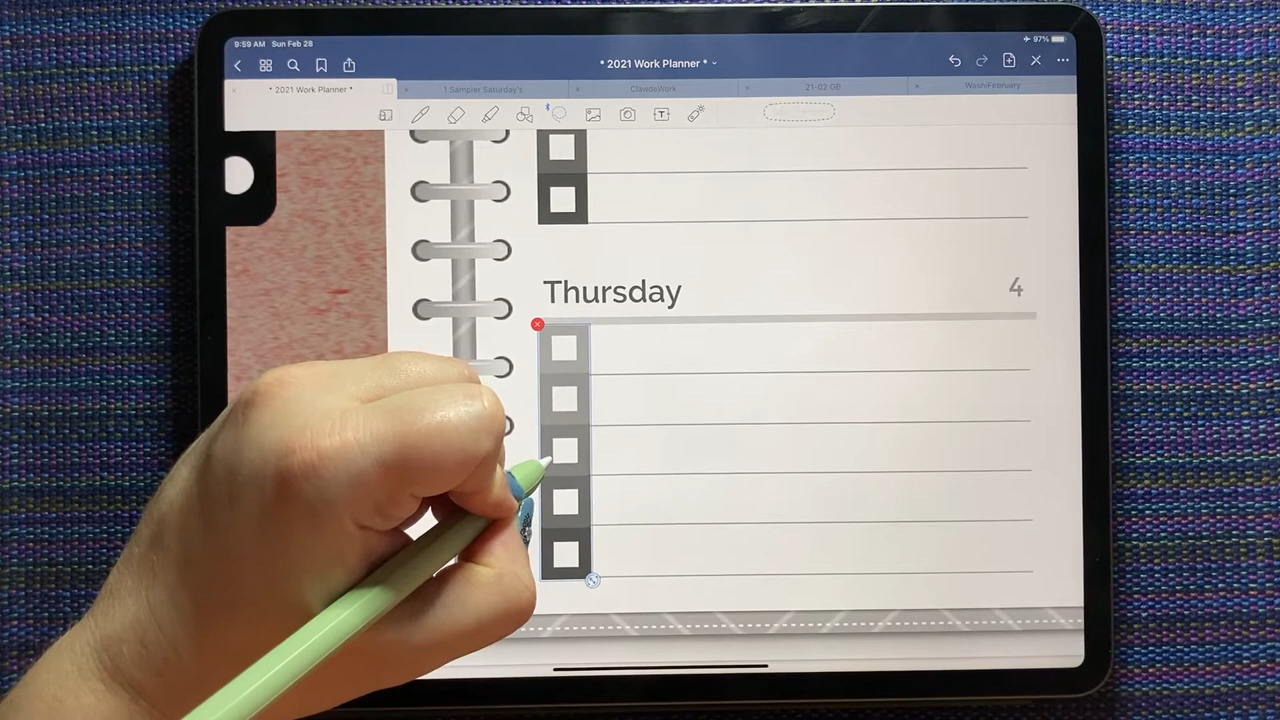 9:59 AM Sun Feb 28
97%
* 2021 Work Planner *
* 2021 Work Planner *
1 Sampler Saturday's
ClawdeWork
21-02 GB
WashiFebruary
T
Thursday
4